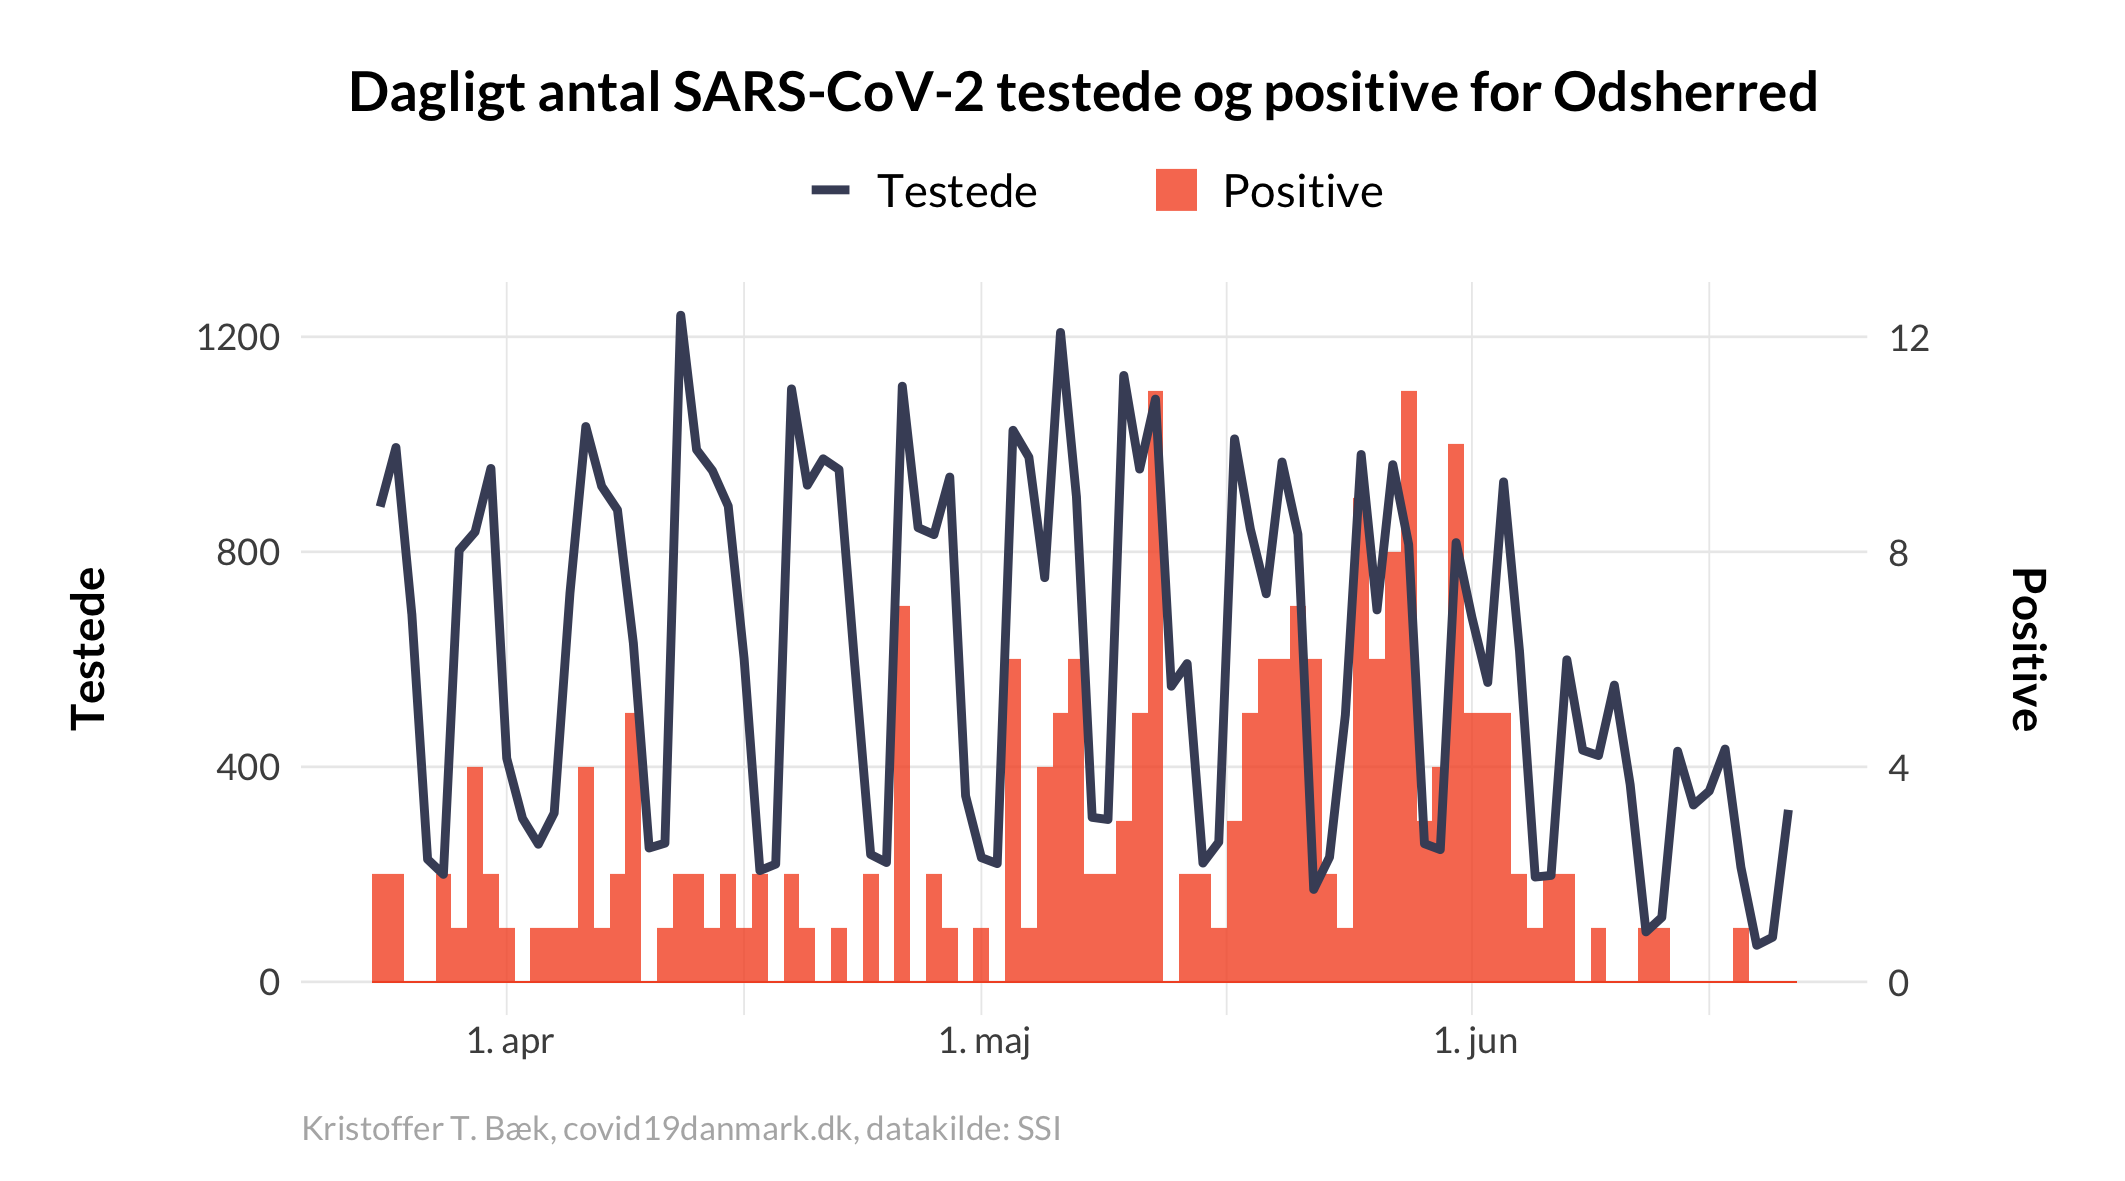 Dagligt antal SARS-CoV-2 testede og positive for Odsherred
Testede
Positive
1200
800
400
0
Testede
12
8
4
0
Positive
1. apr
1. maj
1. jun
Kristoffer T. Bæk, covid19danmark.dk, datakilde: SSI